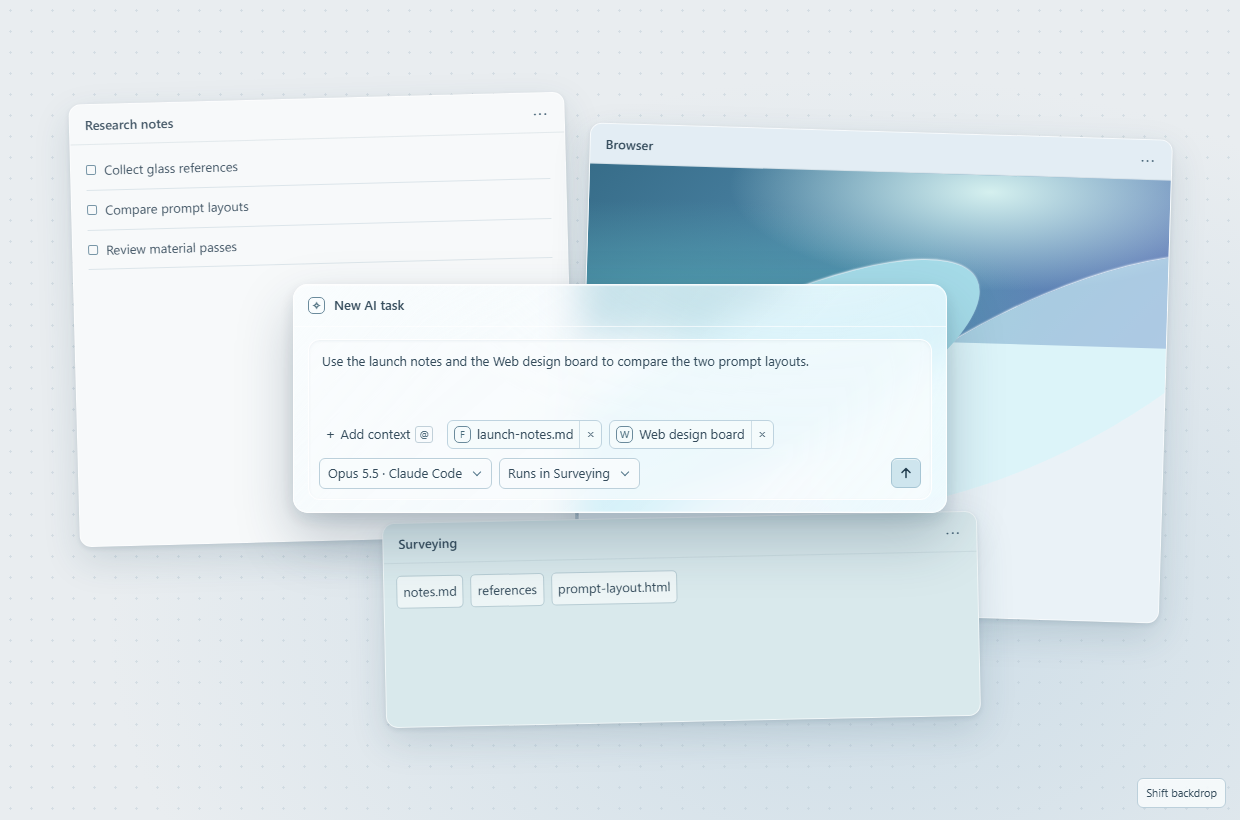 Research notes
...
Collect glass references
Compare prompt layouts
Review material passes
Browser
...
New AI task
Use the launch notes and the Web design board to compare the two prompt layouts.
+ Add context @ F launch-notes.md × W Web design board ×
Opus 5.5 · Claude Code Runs in Surveying
Surveying
...
notes.md references prompt-layout.html
Shift backdrop